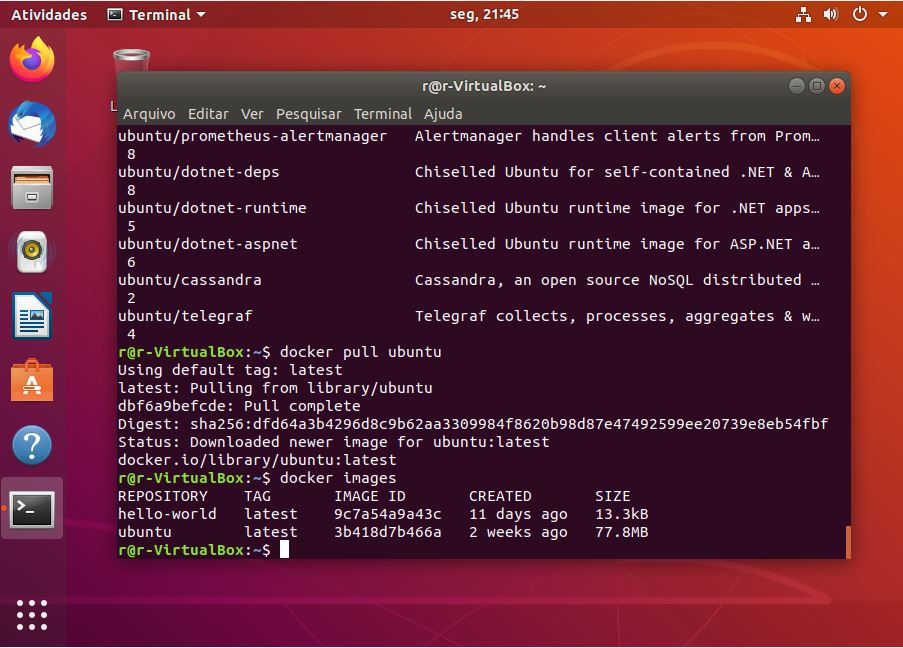 Atividades Terminal seg, 21:45
r@r-VirtualBox: ~
Arquivo Editar Ver Pesquisar Terminal Ajuda
ubuntu/prometheus-alertmanager Alertmanager handles client alerts from Prom…
8
ubuntu/dotnet-deps Chiselled Ubuntu for self-contained .NET & A…
8
ubuntu/dotnet-runtime Chiselled Ubuntu runtime image for .NET apps…
5
ubuntu/dotnet-aspnet Chiselled Ubuntu runtime image for ASP.NET a…
6
ubuntu/cassandra Cassandra, an open source NoSQL distributed …
2
ubuntu/telegraf Telegraf collects, processes, aggregates & w…
4
r@r-VirtualBox:~$ docker pull ubuntu
Using default tag: latest
latest: Pulling from library/ubuntu
dbf6a9befcde: Pull complete
Digest: sha256:dfd64a3b4296d8c9b62aa3309984f8620b98d87e47492599ee20739e8eb54fbf
Status: Downloaded newer image for ubuntu:latest
docker.io/library/ubuntu:latest
r@r-VirtualBox:~$ docker images
REPOSITORY TAG IMAGE ID CREATED SIZE
hello-world latest 9c7a54a9a43c 11 days ago 13.3kB
ubuntu latest 3b418d7b466a 2 weeks ago 77.8MB
r@r-VirtualBox:~$